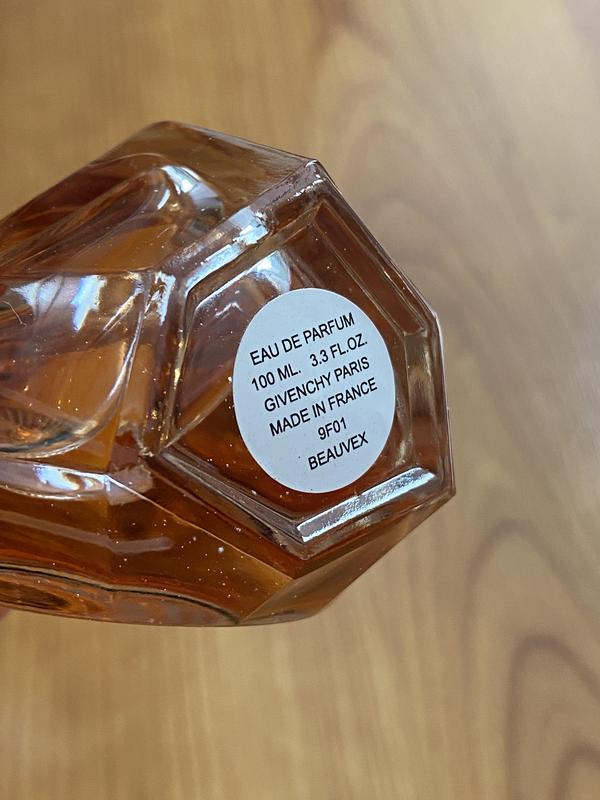 EAU DE PARFUM
100 ML. 3.3 FL.OZ.
GIVENCHY PARIS
MADE IN FRANCE
9F01
BEAUVEX